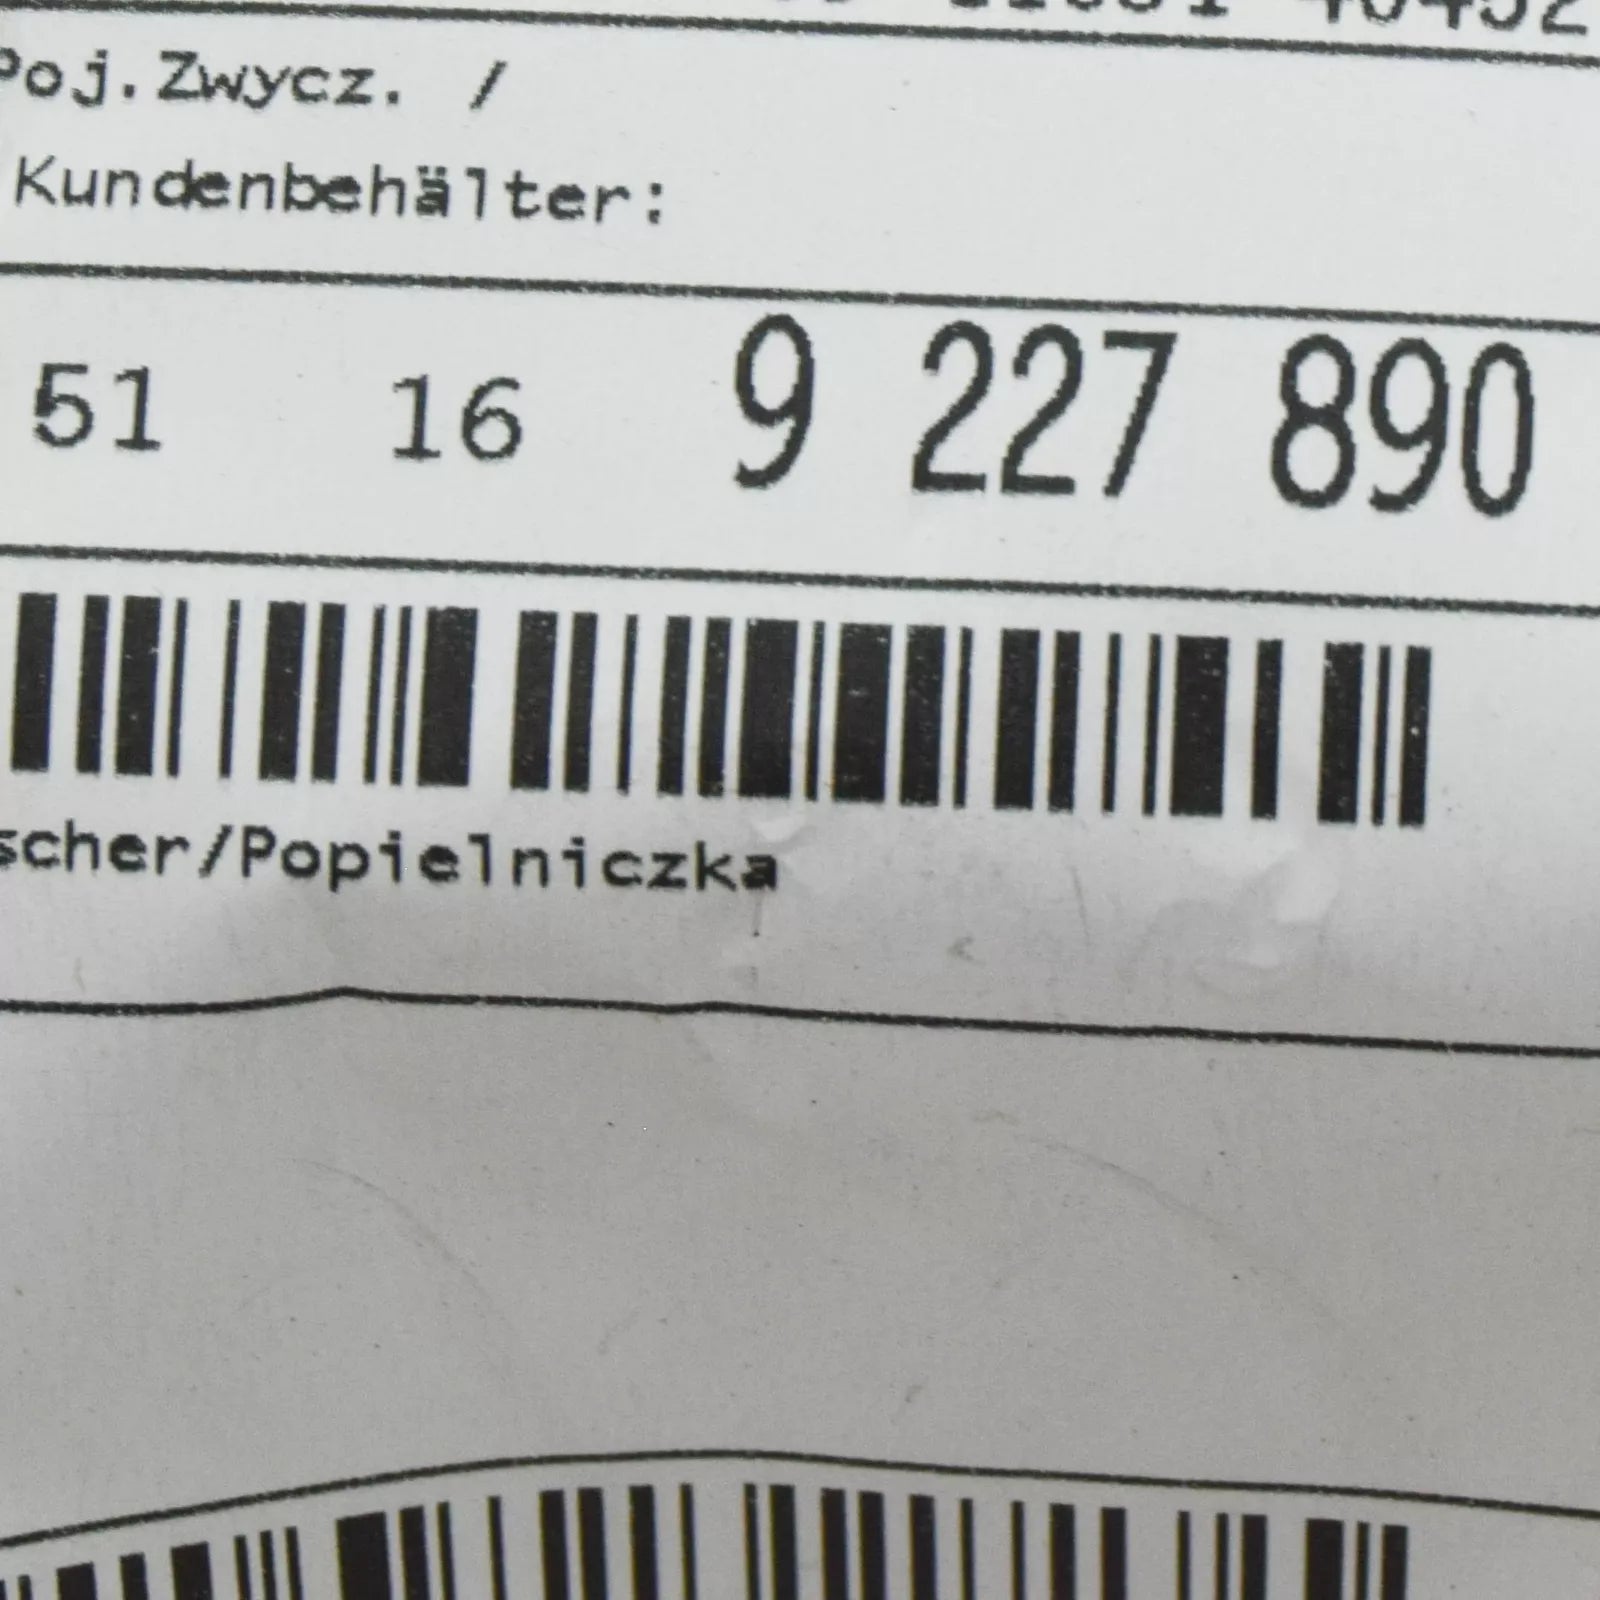 Poj.Zwycz. /
Kundenbehälter:
51 16 9 227 890
scher/Popielniczka